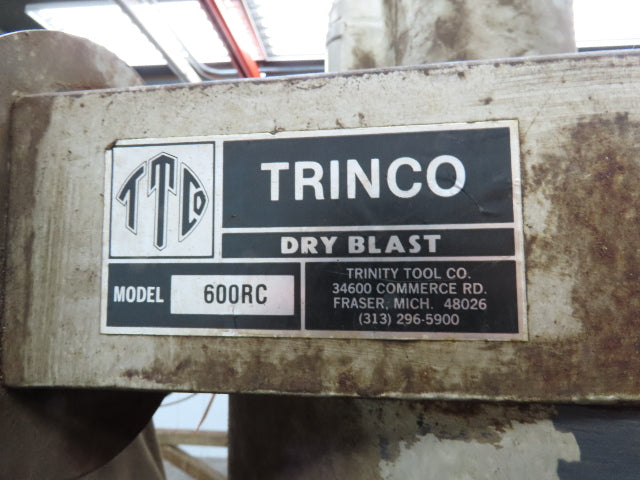 TTCo
TRINCO
DRY BLAST
MODEL 600RC
TRINITY TOOL CO.
34600 COMMERCE RD.
FRASER, MICH. 48026
(313) 296-5900